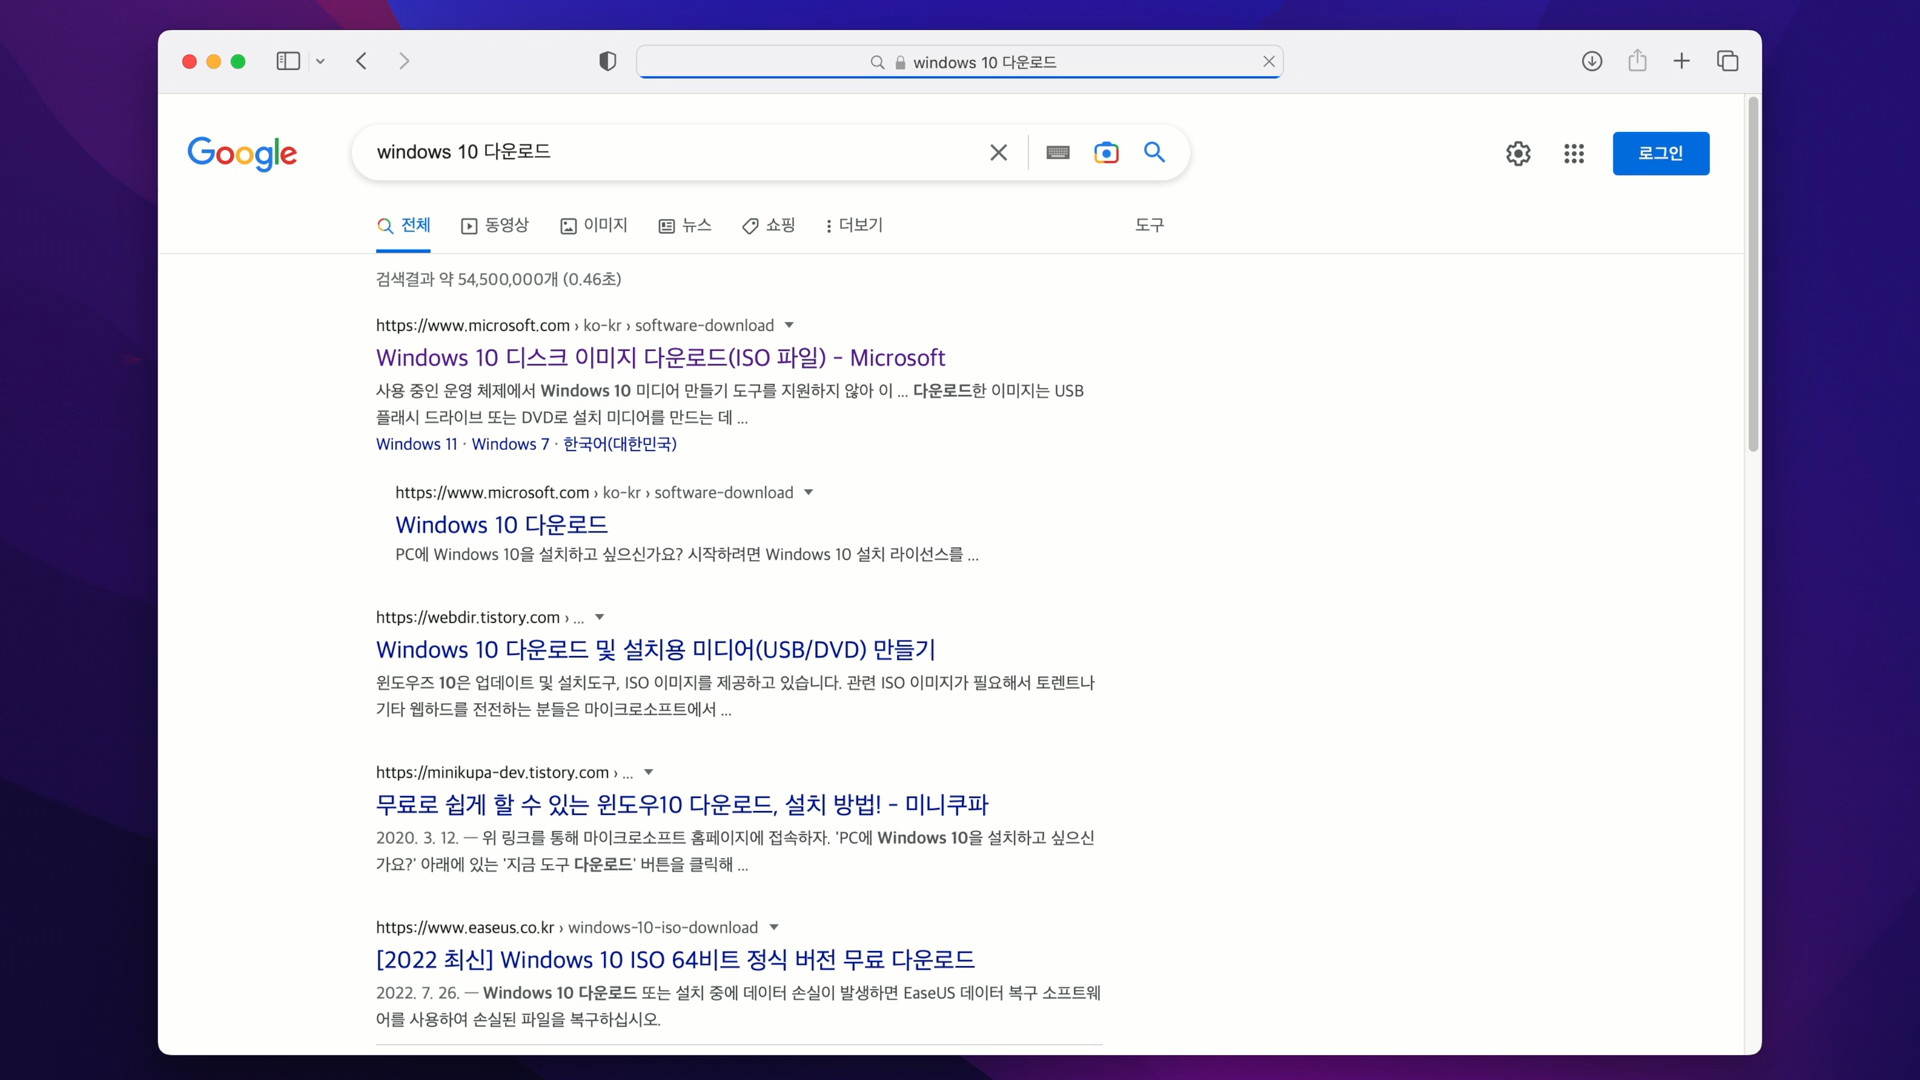 windows 10 다운로드
Google
windows 10 다운로드
로그인
전체 동영상 이미지 뉴스 쇼핑 더보기 도구
검색결과 약 54,500,000개 (0.46초)
https://www.microsoft.com › ko-kr › software-download
Windows 10 디스크 이미지 다운로드(ISO 파일) - Microsoft
사용 중인 운영 체제에서 Windows 10 미디어 만들기 도구를 지원하지 않아 이 ... 다운로드한 이미지는 USB
플래시 드라이브 또는 DVD로 설치 미디어를 만드는 데 ...
Windows 11 · Windows 7 · 한국어(대한민국)
https://www.microsoft.com › ko-kr › software-download
Windows 10 다운로드
PC에 Windows 10을 설치하고 싶으신가요? 시작하려면 Windows 10 설치 라이선스를 ...
https://webdir.tistory.com › ...
Windows 10 다운로드 및 설치용 미디어(USB/DVD) 만들기
윈도우즈 10은 업데이트 및 설치도구, ISO 이미지를 제공하고 있습니다. 관련 ISO 이미지가 필요해서 토렌트나
기타 웹하드를 전전하는 분들은 마이크로소프트에서 ...
https://minikupa-dev.tistory.com › ...
무료로 쉽게 할 수 있는 윈도우10 다운로드, 설치 방법! - 미니쿠파
2020. 3. 12. — 위 링크를 통해 마이크로소프트 홈페이지에 접속하자. 'PC에 Windows 10을 설치하고 싶으신
가요?' 아래에 있는 '지금 도구 다운로드' 버튼을 클릭해 ...
https://www.easeus.co.kr › windows-10-iso-download
[2022 최신] Windows 10 ISO 64비트 정식 버전 무료 다운로드
2022. 7. 26. — Windows 10 다운로드 또는 설치 중에 데이터 손실이 발생하면 EaseUS 데이터 복구 소프트웨
어를 사용하여 손실된 파일을 복구하십시오.